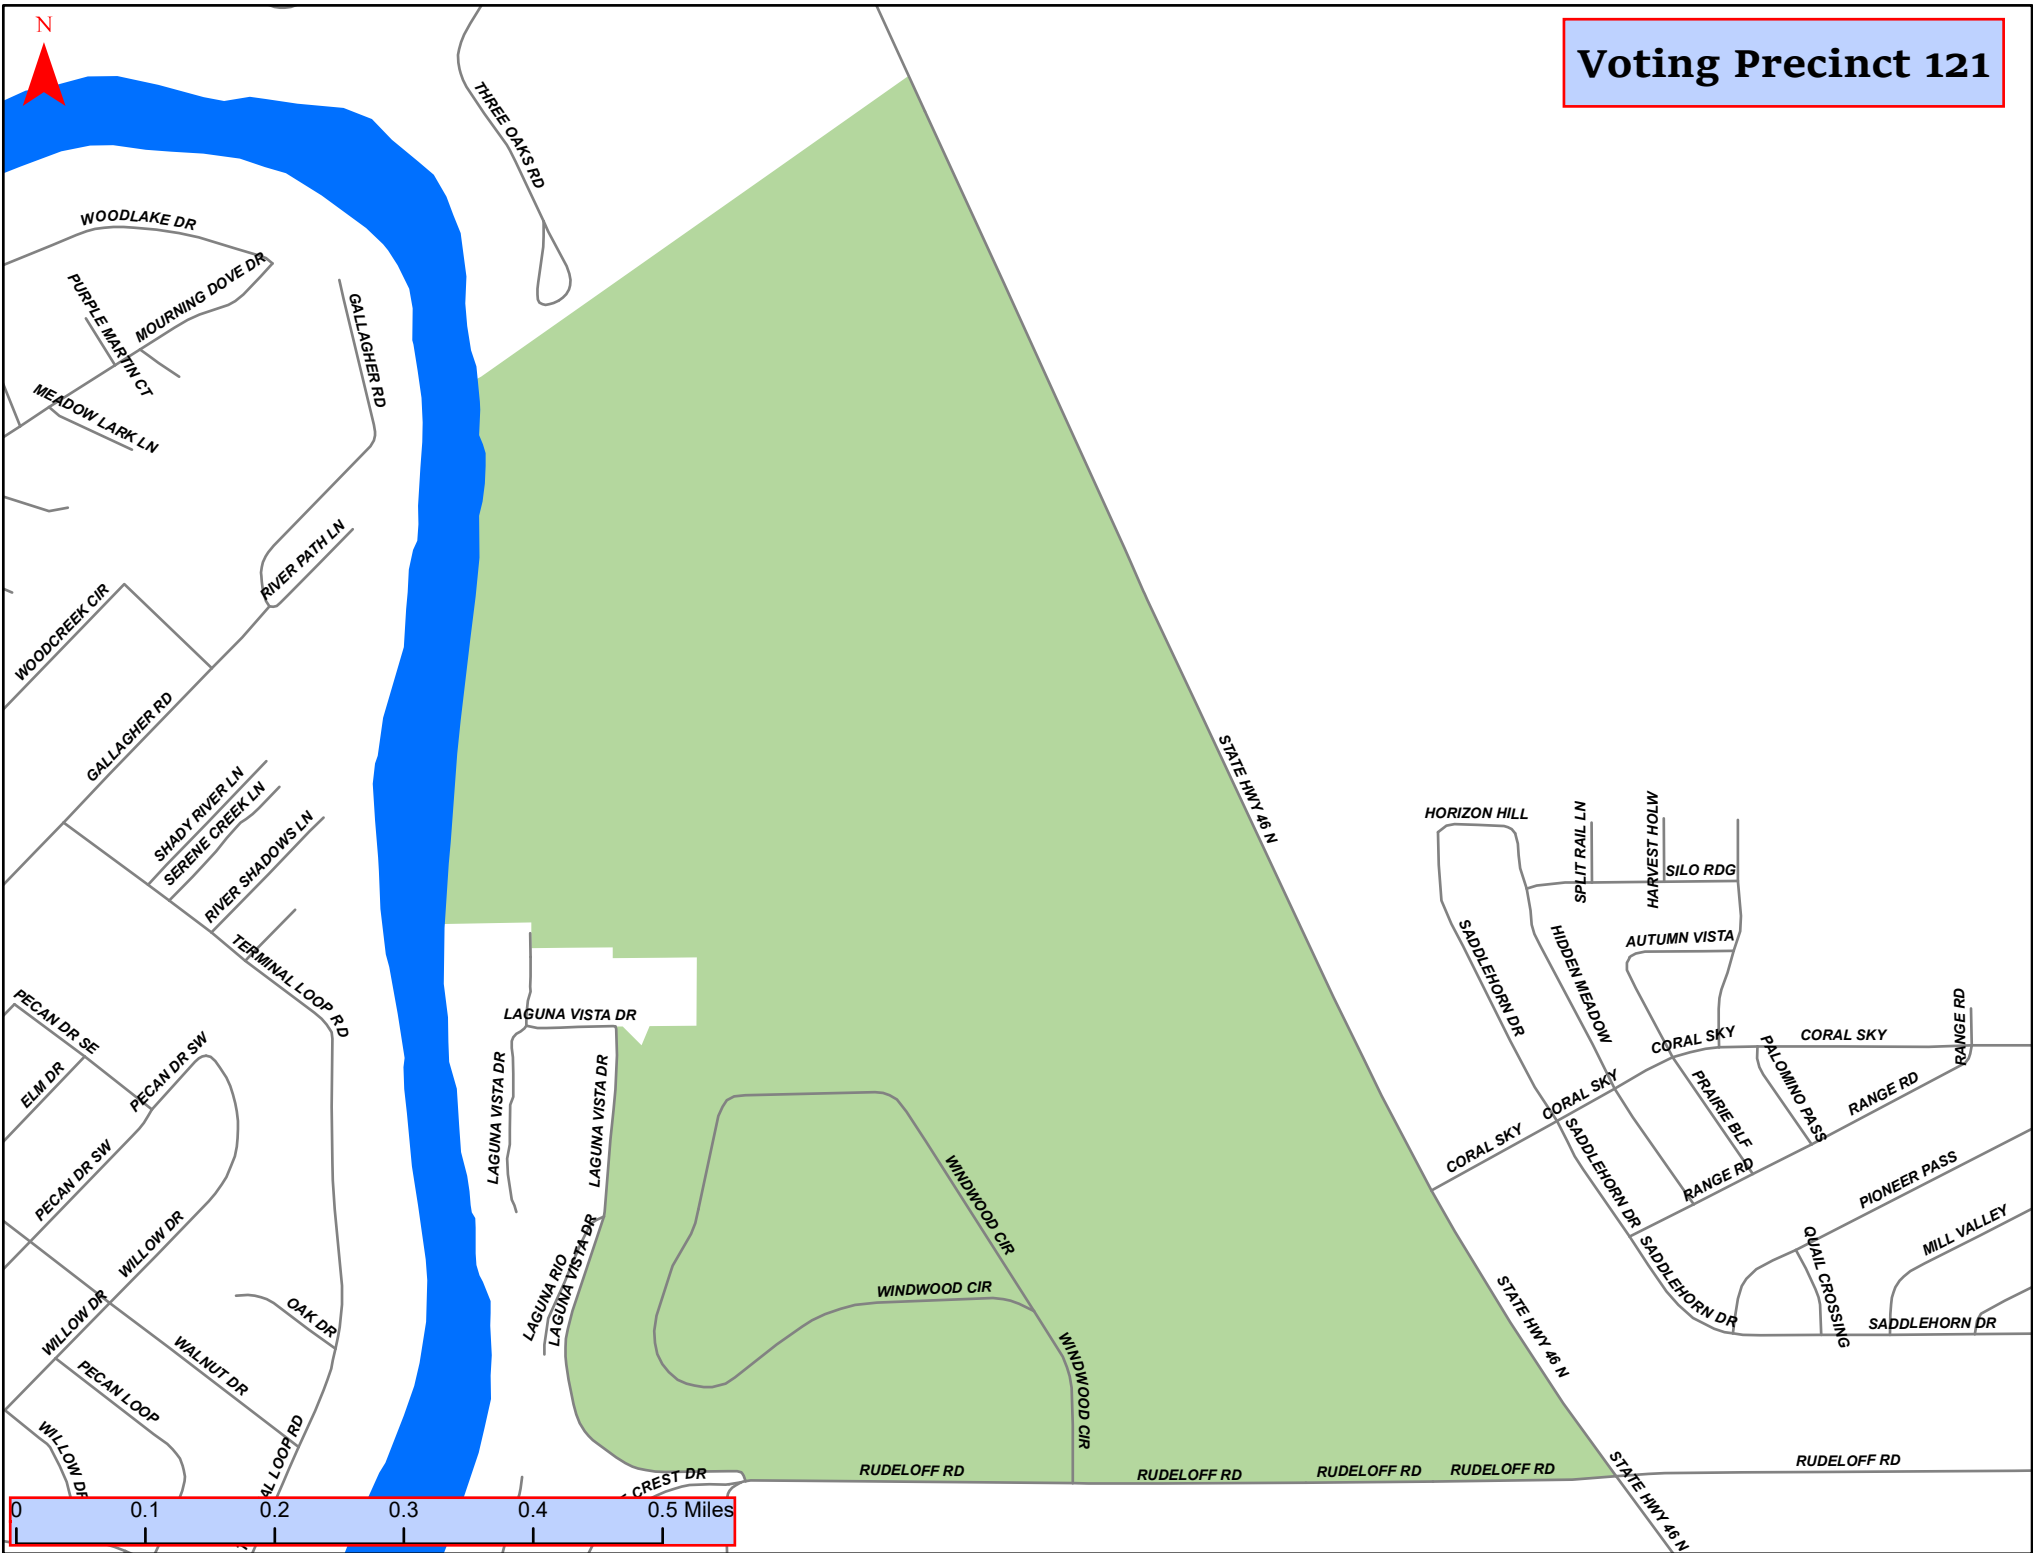 N
Voting Precinct 121
THREE OAKS RD
WOODLAKE DR
MOURNING DOVE DR
PURPLE MARTIN CT
GALLAGHER RD
MEADOW LARK LN
RIVER PATH LN
WOODCREEK CIR
GALLAGHER RD
STATE HWY 46 N
SHADY RIVER LN
SERENE CREEK LN
RIVER SHADOWS LN
HORIZON HILL
SPLIT RAIL LN
HARVEST HOLW
SILO RDG
TERMINAL LOOP RD
SADDLEHORN DR
HIDDEN MEADOW
AUTUMN VISTA
PECAN DR SE
LAGUNA VISTA DR
RANGE RD
CORAL SKY
CORAL SKY
ELM DR
PECAN DR SW
LAGUNA VISTA DR
LAGUNA VISTA DR
CORAL SKY
PALOMINO PASS
PRAIRIE BLF
RANGE RD
CORAL SKY
SADDLEHORN DR
PECAN DR SW
RANGE RD
PIONEER PASS
WINDWOOD CIR
WILLOW DR
LAGUNA RIO
LAGUNA VISTA DR
SADDLEHORN DR
QUAIL CROSSING
MILL VALLEY
WINDWOOD CIR
STATE HWY 46 N
WILLOW DR
OAK DR
SADDLEHORN DR
WALNUT DR
WINDWOOD CIR
PECAN LOOP
WILLOW DR
AL LOOP RD
CREST DR
RUDELOFF RD
RUDELOFF RD
RUDELOFF RD
RUDELOFF RD
RUDELOFF RD
STATE HWY 46 N
0 0.1 0.2 0.3 0.4 0.5 Miles